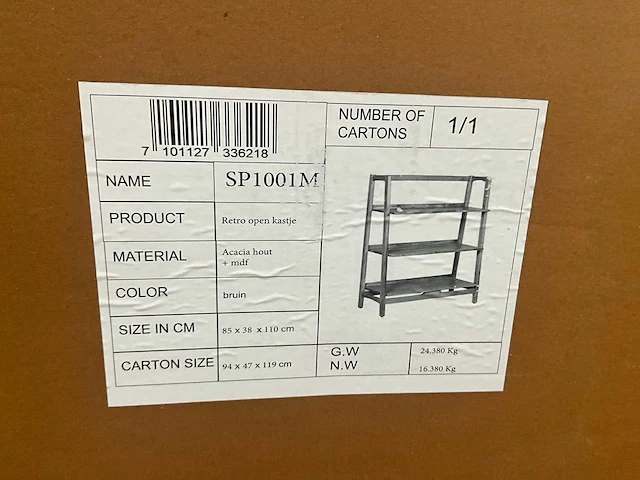 7 101127 336218
NUMBER OF CARTONS 1/1
NAME SP1001M
PRODUCT Retro open kastje
MATERIAL Acacia hout
+ mdf
COLOR bruin
SIZE IN CM 85 x 38 x 110 cm
CARTON SIZE 94 x 47 x 119 cm
G.W 24.380 Kg
N.W 16.380 Kg